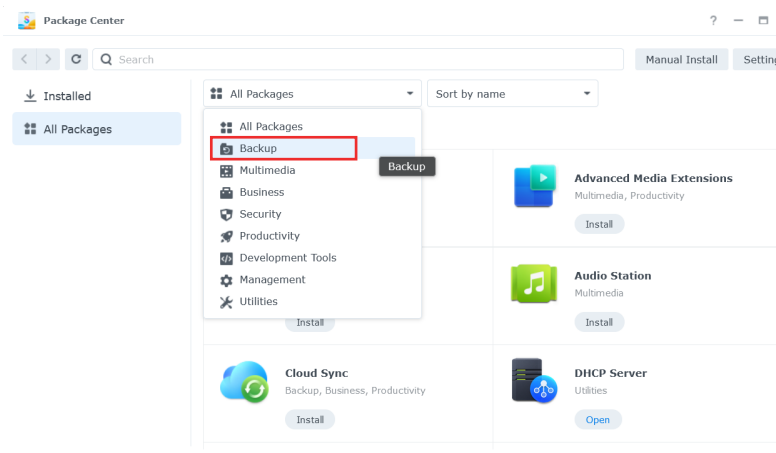 Package Center
?
Search
Manual Install
Settin
Installed
All Packages
All Packages
Sort by name
All Packages
Backup
Backup
Multimedia
Business
Security
Productivity
Development Tools
Management
Utilities
Install
Advanced Media Extensions
Multimedia, Productivity
Install
Audio Station
Multimedia
Install
Cloud Sync
Backup, Business, Productivity
Install
DHCP Server
Utilities
Open